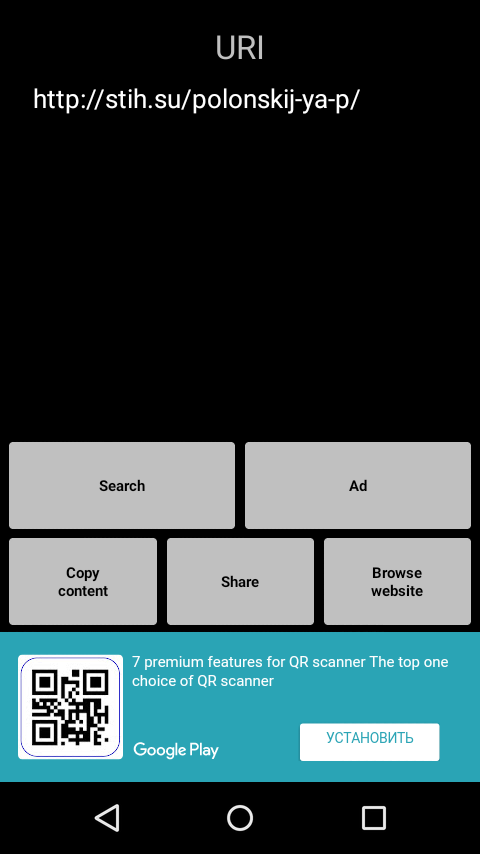 URI
http://stih.su/polonskij-ya-p/
Search
Ad
Copy
content
Share
Browse
website
7 premium features for QR scanner The top one
choice of QR scanner
Google Play
УСТАНОВИТЬ